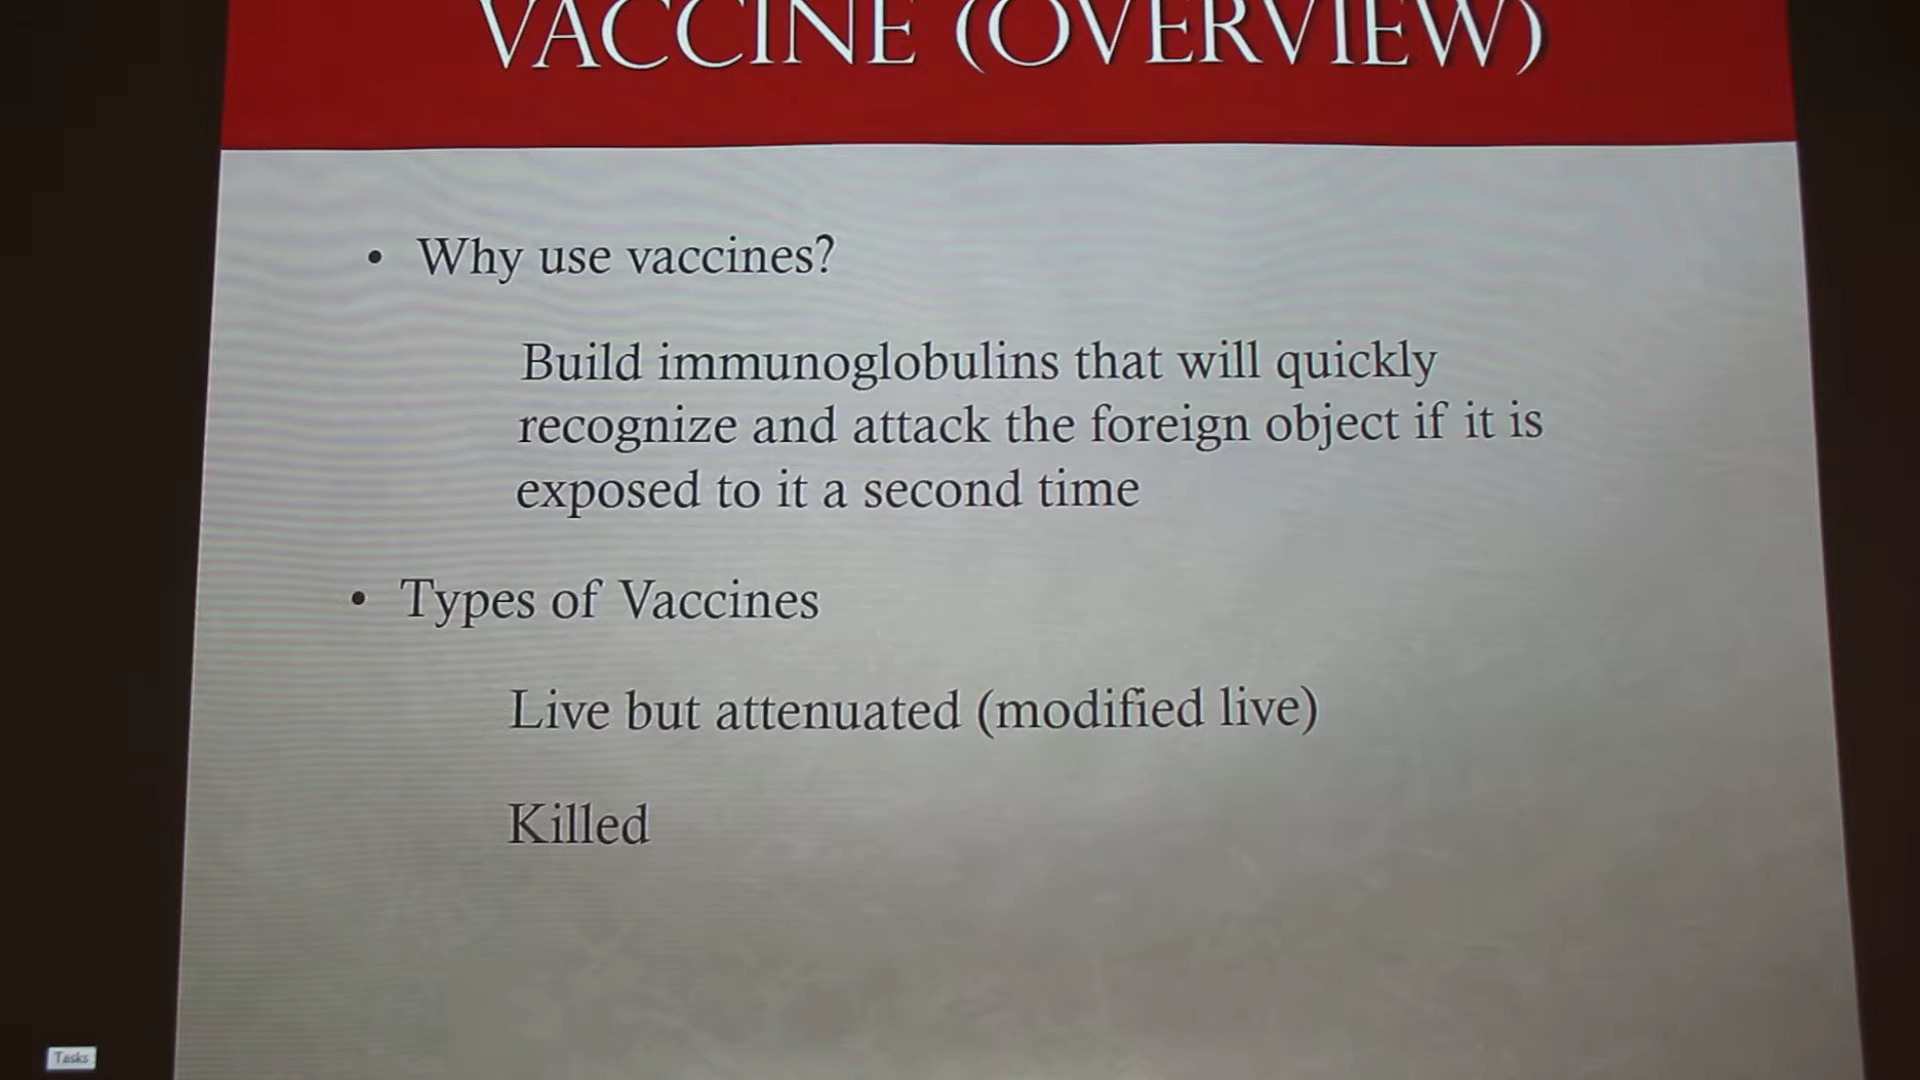 VACCINE (OVERVIEW)
• Why use vaccines?
Build immunoglobulins that will quickly
recognize and attack the foreign object if it is
exposed to it a second time
• Types of Vaccines
Live but attenuated (modified live)
Killed
Tasks